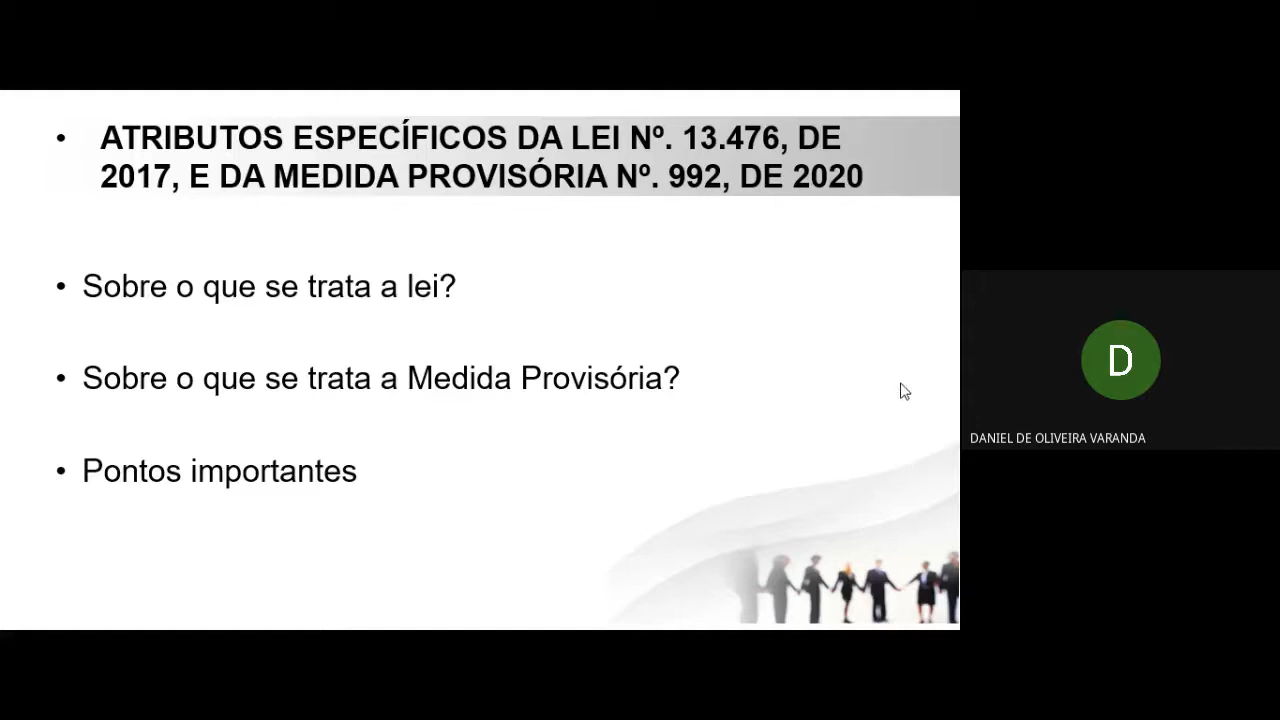 • ATRIBUTOS ESPECÍFICOS DA LEI Nº. 13.476, DE
2017, E DA MEDIDA PROVISÓRIA Nº. 992, DE 2020
• Sobre o que se trata a lei?
• Sobre o que se trata a Medida Provisória?
• Pontos importantes
D
DANIEL DE OLIVEIRA VARANDA